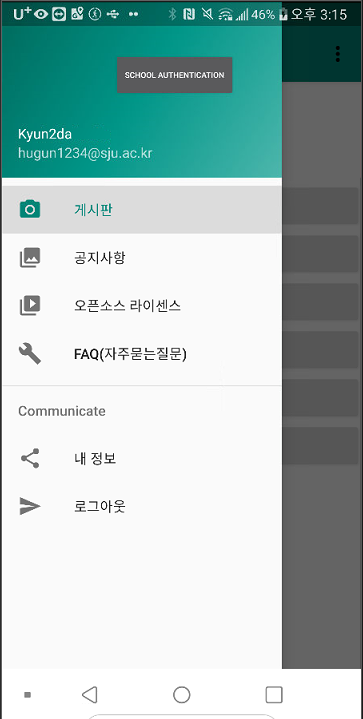 U+ 46% 오후 3:15
SCHOOL AUTHENTICATION
Kyun2da
hugun1234@sju.ac.kr
게시판
공지사항
오픈소스 라이센스
FAQ(자주묻는질문)
Communicate
내 정보
로그아웃